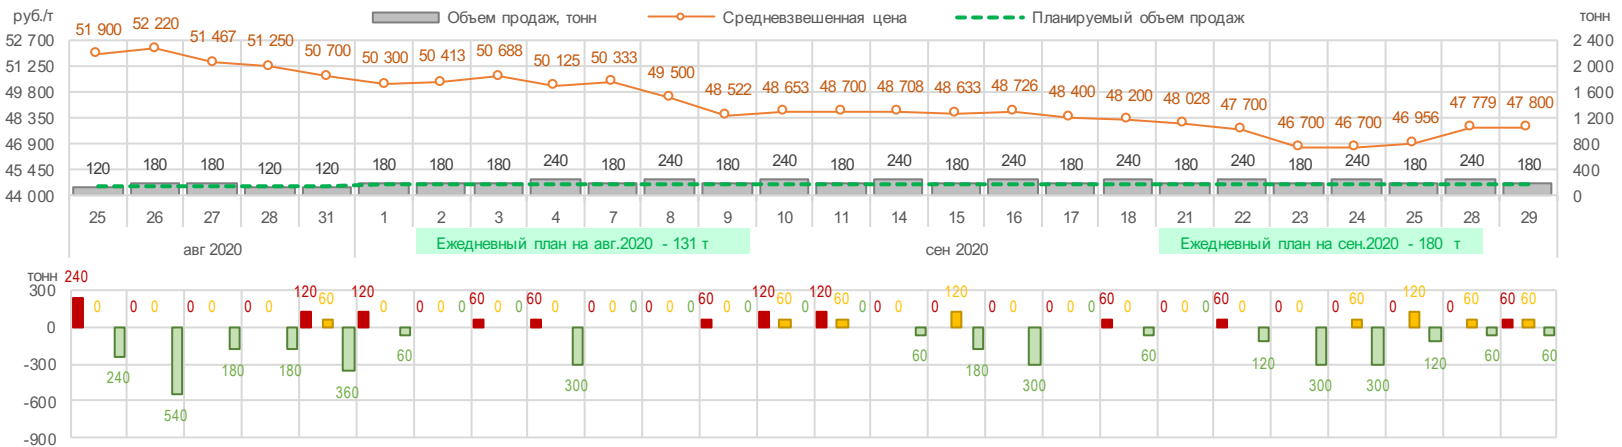 руб./т Объем продаж, тонн Средневзвешенная цена Планируемый объем продаж тонн
52 700 51 900 52 220 51 467 51 250 50 700 50 300 50 413 50 688 50 125 50 333 49 500 48 522 48 653 48 700 48 708 48 633 48 726 48 400 48 200 48 028 47 700 46 700 46 700 46 956 47 779 47 800 2 400
51 250 2 000
49 800 1 600
48 350 1 200
46 900 800
45 450 120 180 180 120 120 180 180 180 240 180 240 180 240 180 240 180 240 180 240 180 240 180 240 180 240 180 400
44 000 0
25 26 27 28 31 1 2 3 4 7 8 9 10 11 14 15 16 17 18 21 22 23 24 25 28 29
авг 2020 Ежедневный план на авг.2020 - 131 т сен 2020 Ежедневный план на сен.2020 - 180 т
тонн 240
300 0 0 0 0 0 0 0 120 60 120 0 0 0 0 60 0 0 60 0 0 0 0 0 0 0 60 0 0 120 60 0 120 60 0 0 0 0 120 0 0 0 0 0 60 0 0 0 0 60 0 0 0 0 60 0 120 0 60 60 60
0
-300 240 540 180 180 360 60 300 60 180 300 60 120 300 300 120 60 60
-600
-900